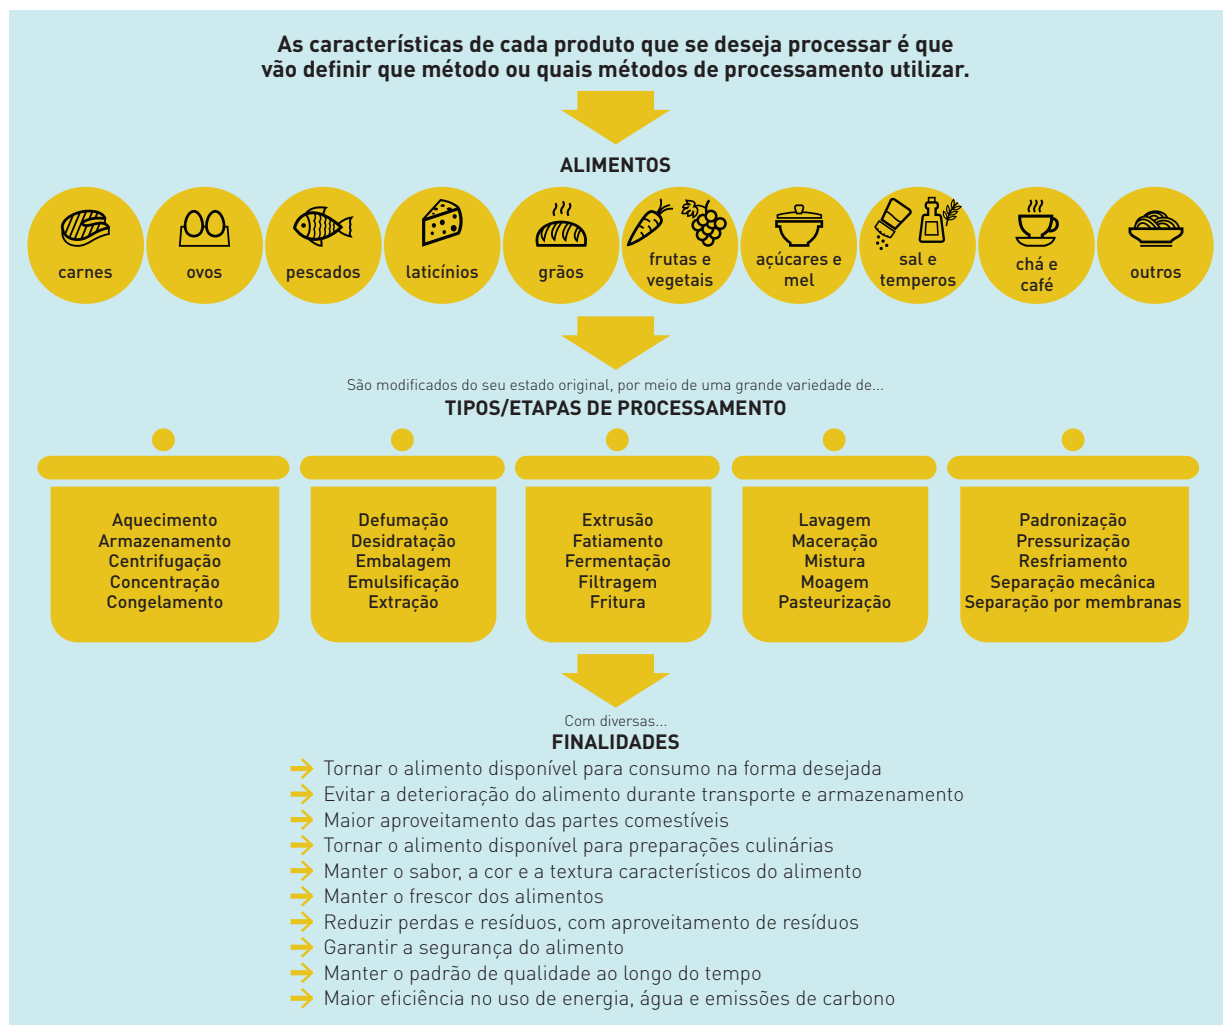 As características de cada produto que se deseja processar é que
vão definir que método ou quais métodos de processamento utilizar.
ALIMENTOS
carnes
ovos
pescados
laticínios
grãos
frutas e
vegetais
açúcares e
mel
sal e
temperos
chá e
café
outros
São modificados do seu estado original, por meio de uma grande variedade de...
TIPOS/ETAPAS DE PROCESSAMENTO
Aquecimento
Armazenamento
Centrifugação
Concentração
Congelamento
Defumação
Desidratação
Embalagem
Emulsificação
Extração
Extrusão
Fatiamento
Fermentação
Filtragem
Fritura
Lavagem
Maceração
Mistura
Moagem
Pasteurização
Padronização
Pressurização
Resfriamento
Separação mecânica
Separação por membranas
Com diversas...
FINALIDADES
Tornar o alimento disponível para consumo na forma desejada
Evitar a deterioração do alimento durante transporte e armazenamento
Maior aproveitamento das partes comestíveis
Tornar o alimento disponível para preparações culinárias
Manter o sabor, a cor e a textura característicos do alimento
Manter o frescor dos alimentos
Reduzir perdas e resíduos, com aproveitamento de resíduos
Garantir a segurança do alimento
Manter o padrão de qualidade ao longo do tempo
Maior eficiência no uso de energia, água e emissões de carbono